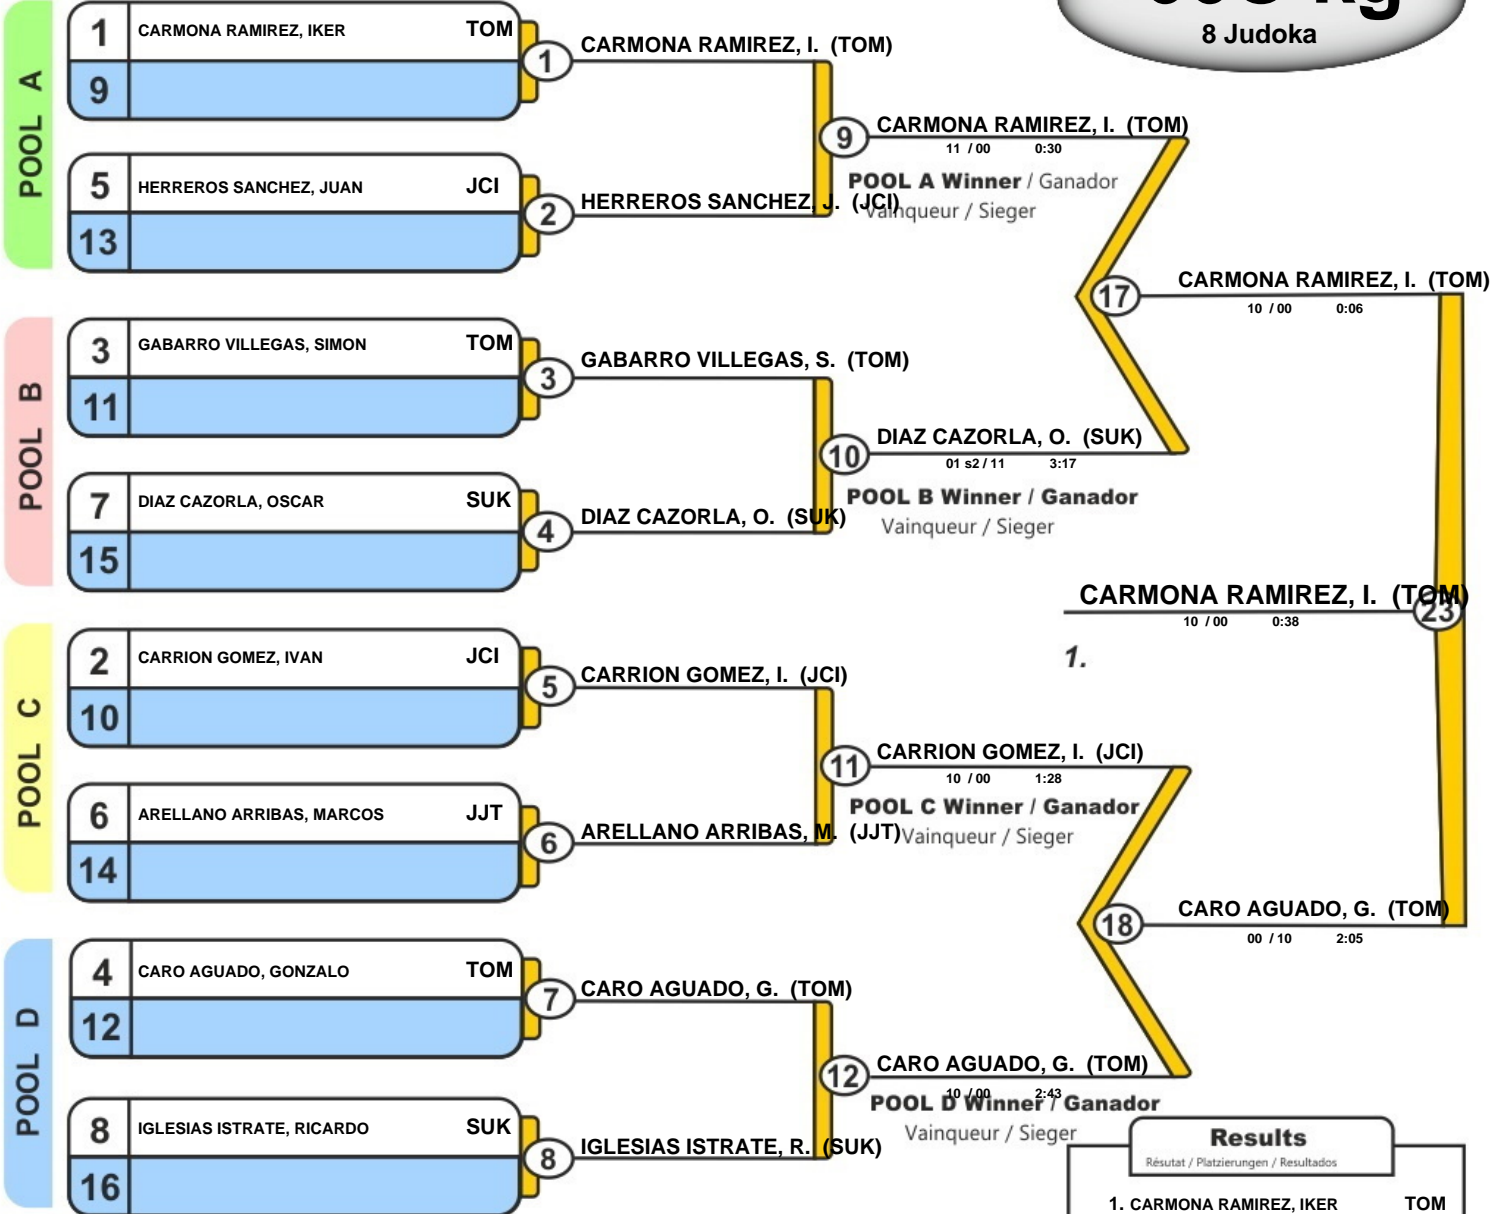 8 Judoka
POOL A
1 CARMONA RAMIREZ, IKER TOM
9
5 HERREROS SANCHEZ, JUAN JCI
13
1 CARMONA RAMIREZ, I. (TOM)
2 HERREROS SANCHEZ, J. (JCI)
9 CARMONA RAMIREZ, I. (TOM)
11 / 00 0:30
POOL A Winner / Ganador
Vainqueur / Sieger
POOL B
3 GABARRO VILLEGAS, SIMON TOM
11
7 DIAZ CAZORLA, OSCAR SUK
15
3 GABARRO VILLEGAS, S. (TOM)
4 DIAZ CAZORLA, O. (SUK)
10 DIAZ CAZORLA, O. (SUK)
01 s2 / 11 3:17
POOL B Winner / Ganador
Vainqueur / Sieger
17 CARMONA RAMIREZ, I. (TOM)
10 / 00 0:06
CARMONA RAMIREZ, I. (TOM)
23
10 / 00 0:38
1.
POOL C
2 CARRION GOMEZ, IVAN JCI
10
6 ARELLANO ARRIBAS, MARCOS JJT
14
5 CARRION GOMEZ, I. (JCI)
6 ARELLANO ARRIBAS, M. (JJT)
11 CARRION GOMEZ, I. (JCI)
10 / 00 1:28
POOL C Winner / Ganador
Vainqueur / Sieger
18 CARO AGUADO, G. (TOM)
00 / 10 2:05
POOL D
4 CARO AGUADO, GONZALO TOM
12
8 IGLESIAS ISTRATE, RICARDO SUK
16
7 CARO AGUADO, G. (TOM)
8 IGLESIAS ISTRATE, R. (SUK)
12 CARO AGUADO, G. (TOM)
10 / 00 2:43
POOL D Winner / Ganador
Vainqueur / Sieger
Results
Résutat / Platzierungen / Resultados
1. CARMONA RAMIREZ, IKER TOM